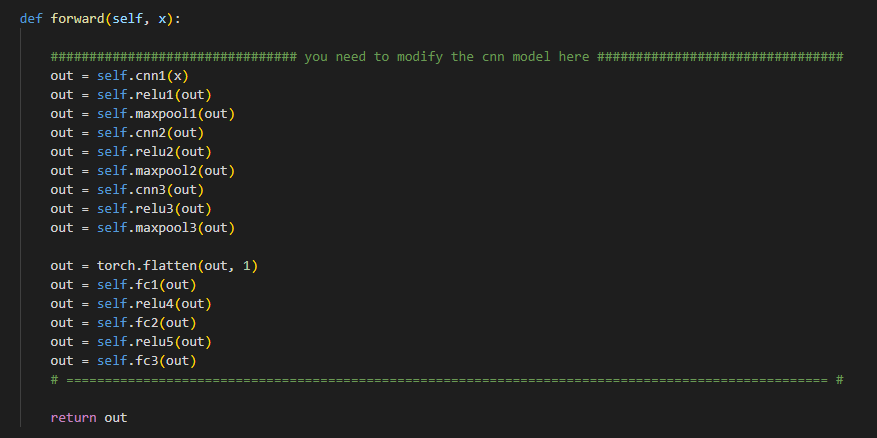 def forward(self, x):
################################ you need to modify the cnn model here ################################
out = self.cnn1(x)
out = self.relu1(out)
out = self.maxpool1(out)
out = self.cnn2(out)
out = self.relu2(out)
out = self.maxpool2(out)
out = self.cnn3(out)
out = self.relu3(out)
out = self.maxpool3(out)
out = torch.flatten(out, 1)
out = self.fc1(out)
out = self.relu4(out)
out = self.fc2(out)
out = self.relu5(out)
out = self.fc3(out)
# =================================================================================================== #
return out